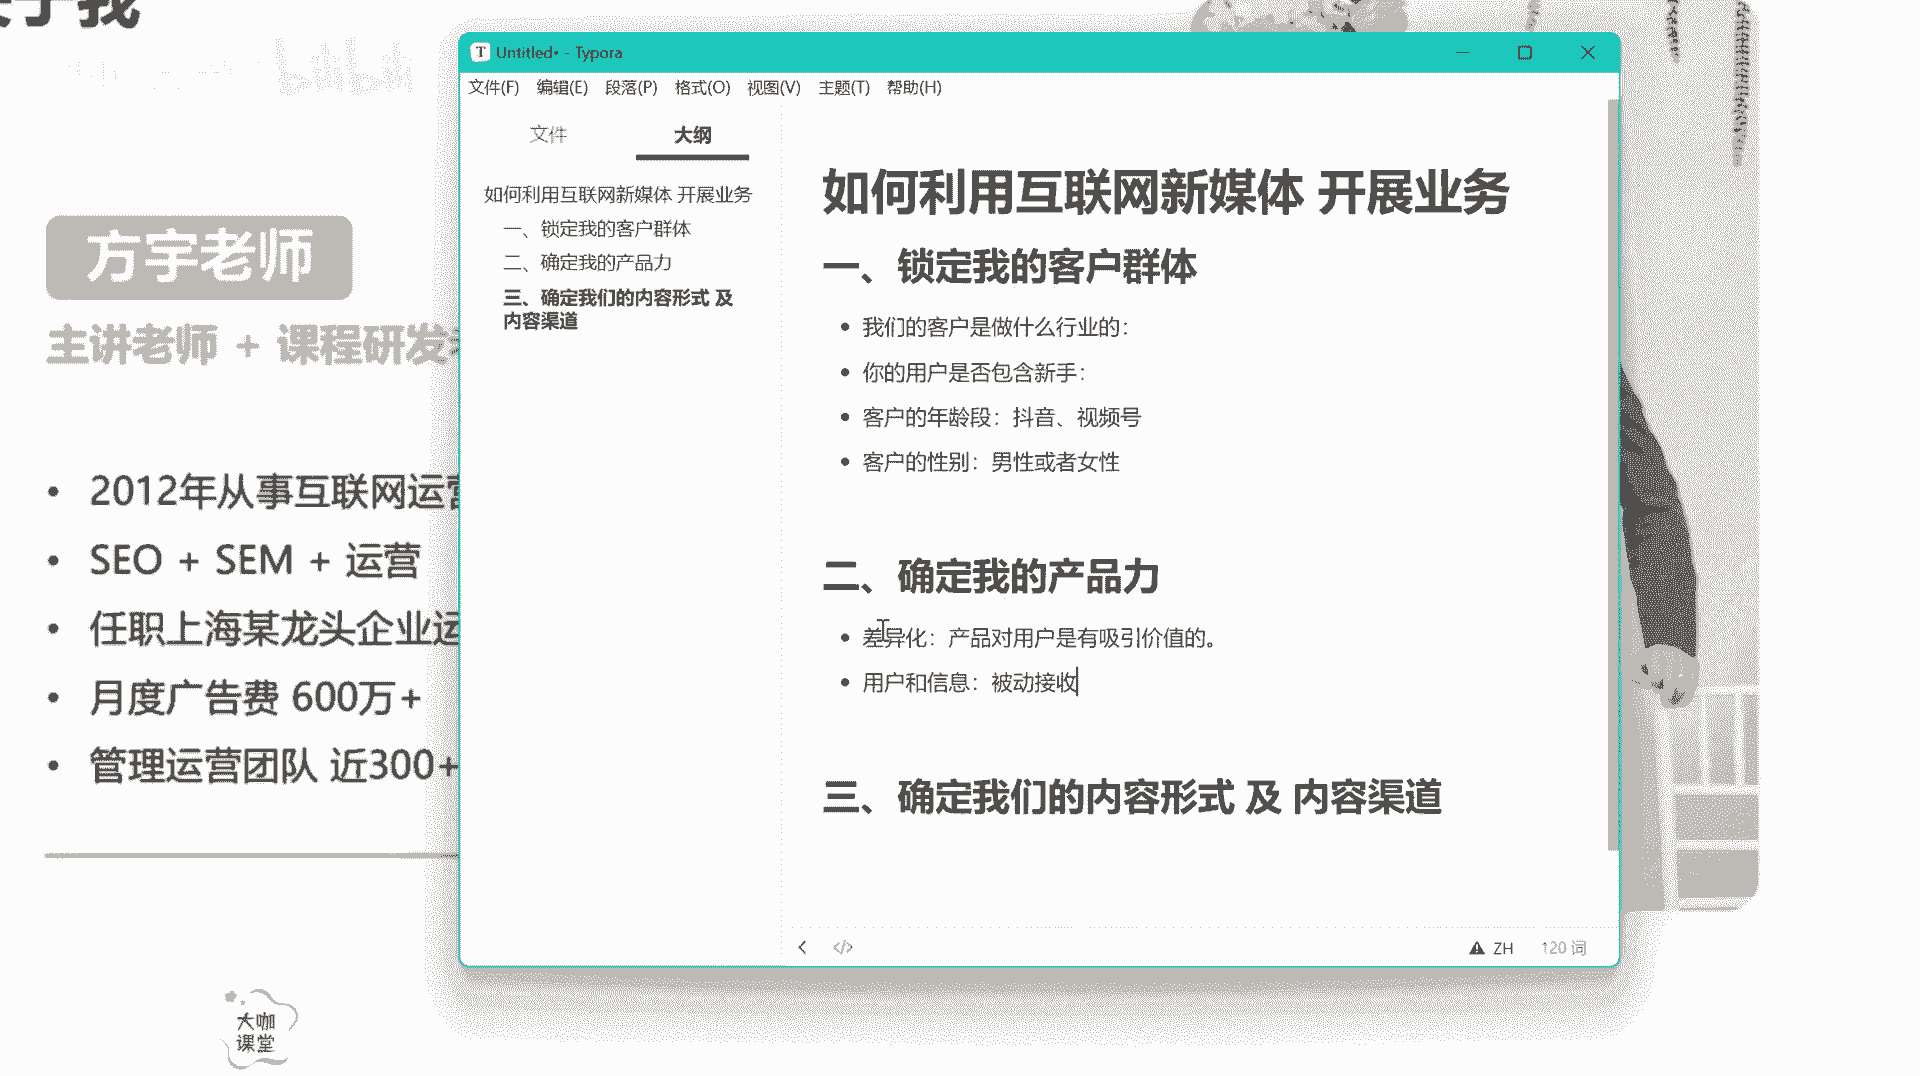 Untitled• - Typora
文件(F) 编辑(E) 段落(P) 格式(O) 视图(V) 主题(T) 帮助(H)
文件 大纲
如何利用互联网新媒体 开展业务
一、锁定我的客户群体
二、确定我的产品力
三、确定我们的内容形式 及
内容渠道
如何利用互联网新媒体 开展业务
一、锁定我的客户群体
• 我们的客户是做什么行业的：
• 你的用户是否包含新手：
• 客户的年龄段：抖音、视频号
• 客户的性别：男性或者女性
二、确定我的产品力
• 差异化：产品对用户是有吸引价值的。
• 用户和信息：被动接收
三、确定我们的内容形式 及 内容渠道
ZH 120 词
bilibili
方宇老师
主讲老师 + 课程研发
• 2012年从事互联网运营
• SEO + SEM + 运营
• 任职上海某龙头企业运
• 月度广告费 600万+
• 管理运营团队 近300+
大咖
课堂